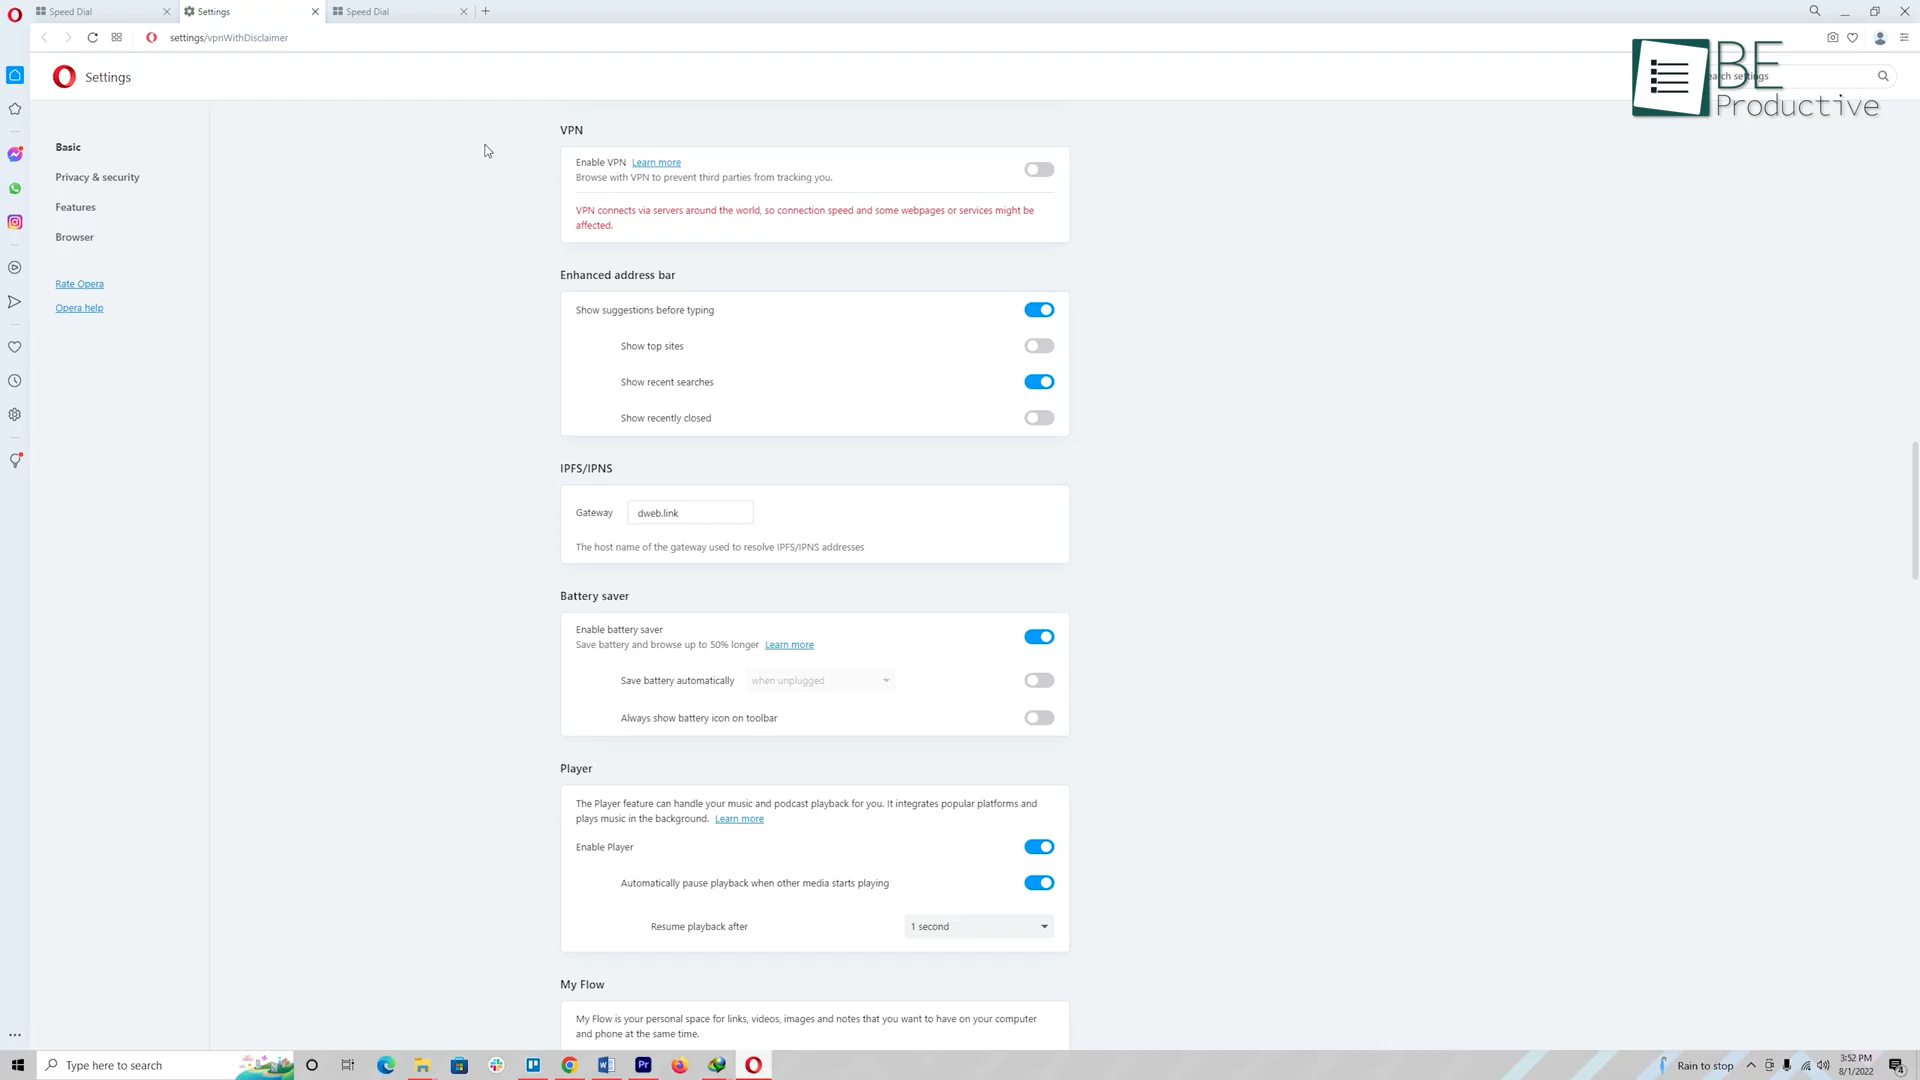 Speed Dial
Settings
Speed Dial
settings/vpnWithDisclaimer
Settings
arch settings
BE
Productive
Basic
Privacy & security
Features
Browser
Rate Opera
Opera help
VPN
Enable VPN Learn more
Browse with VPN to prevent third parties from tracking you.
VPN connects via servers around the world, so connection speed and some webpages or services might be
affected.
Enhanced address bar
Show suggestions before typing
Show top sites
Show recent searches
Show recently closed
IPFS/IPNS
Gateway dweb.link
The host name of the gateway used to resolve IPFS/IPNS addresses
Battery saver
Enable battery saver
Save battery and browse up to 50% longer Learn more
Save battery automatically when unplugged
Always show battery icon on toolbar
Player
The Player feature can handle your music and podcast playback for you. It integrates popular platforms and
plays music in the background. Learn more
Enable Player
Automatically pause playback when other media starts playing
Resume playback after 1 second
My Flow
My Flow is your personal space for links, videos, images and notes that you want to have on your computer
and phone at the same time.
Type here to search
Pr
Rain to stop
3:52 PM
8/1/2022
4